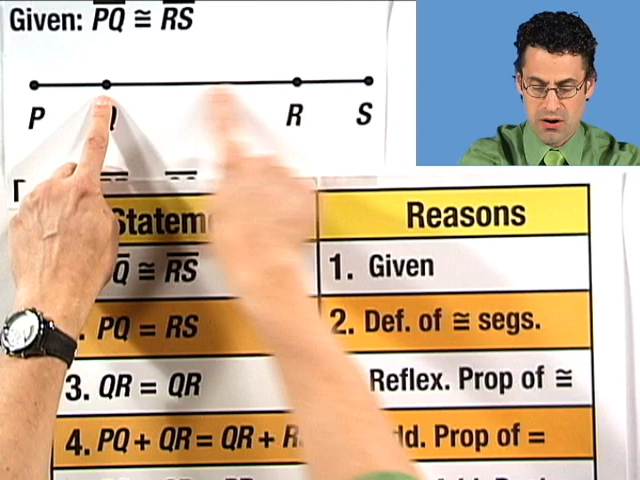 Given: PQ ≅ RS
P Q R S
Statem Reasons
Q ≅ RS 1. Given
. PQ = RS 2. Def. of ≅ segs.
3. QR = QR Reflex. Prop of ≅
4. PQ + QR = QR + R dd. Prop of =